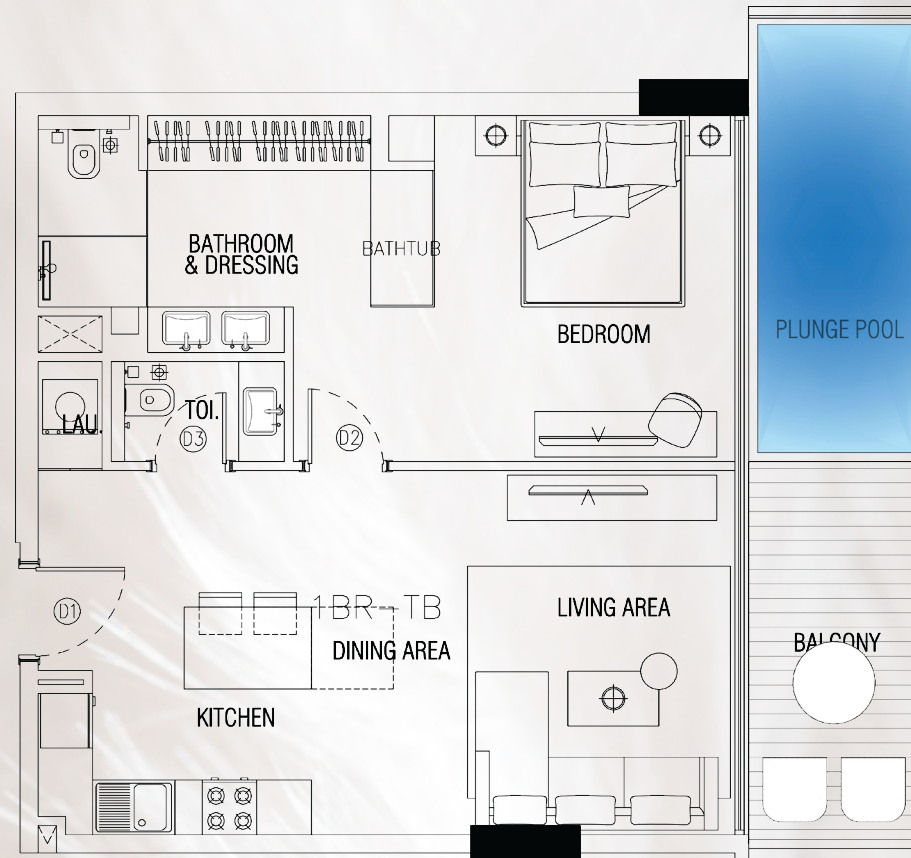 BATHROOM
& DRESSING
BATHTUB
BEDROOM
PLUNGE POOL
LAU.
TOI.
D3
D2
D1
1BR-TB
LIVING AREA
DINING AREA
BALCONY
KITCHEN